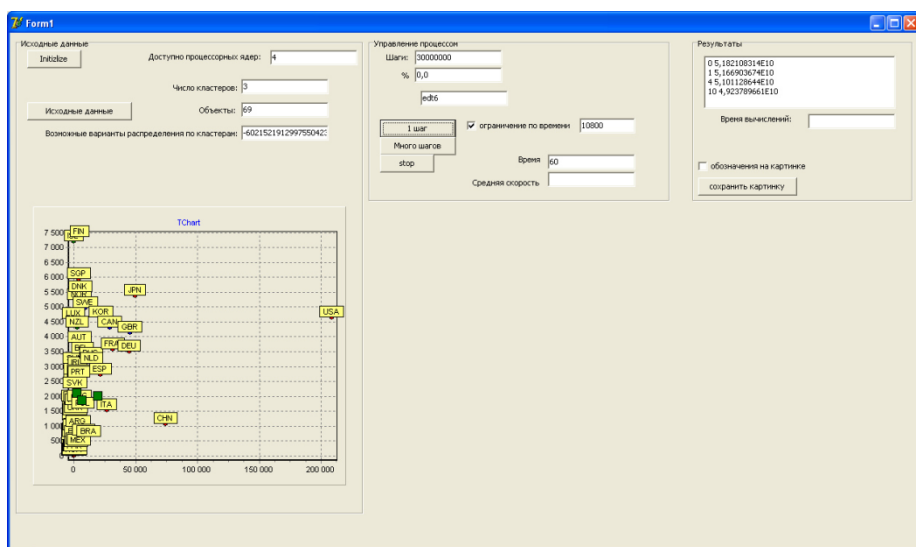 Form1
Исходные данные
Initizlize
Доступно процессорных ядер: 4
Число кластеров: 3
Исходные данные
Объекты: 69
Возможные варианты распределения по кластерам: -6021521912997550423
Управление процессом
Шаги: 30000000
% 0,0
edt6
1 шаг
ограничение по времени 10800
Много шагов
stop
Время 60
Средняя скорость
Результаты
0 5,182108314E10
1 5,166903674E10
4 5,101128644E10
10 4,923789661E10
Время вычислений:
обозначения на картинке
сохранить картинку
TChart
7 500
7 000
6 500
6 000
5 500
5 000
4 500
4 000
3 500
3 000
2 500
2 000
1 500
1 000
500
0
FIN
SGP
DNK
JPN
SWE
LUX
KOR
USA
NZL
CAN
GBR
AUT
FRA
DEU
NLD
PRT
ESP
SVK
ITA
CHN
ARG
BRA
MEX
0
50 000
100 000
150 000
200 000